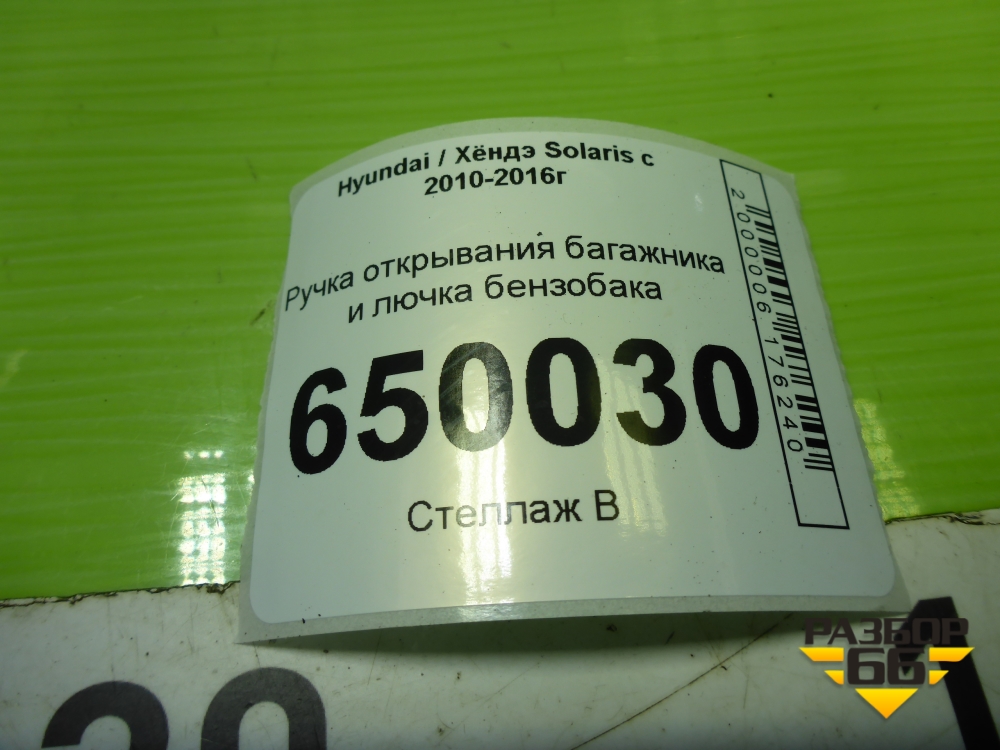 Hyundai / Хёндэ Solaris с
2010-2016г
Ручка открывания багажника
и лючка бензобака
650030
Стеллаж В
2000006176240
РАЗБОР
66